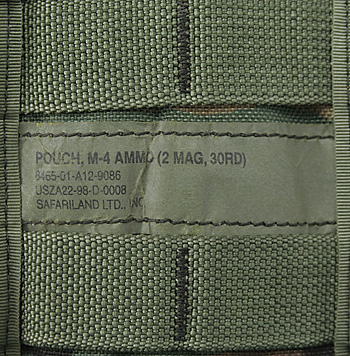 POUCH, M-4 AMMO (2 MAG, 30RD)
8465-01-A12-9086
USZA22-98-D-0008
SAFARILAND LTD., INC